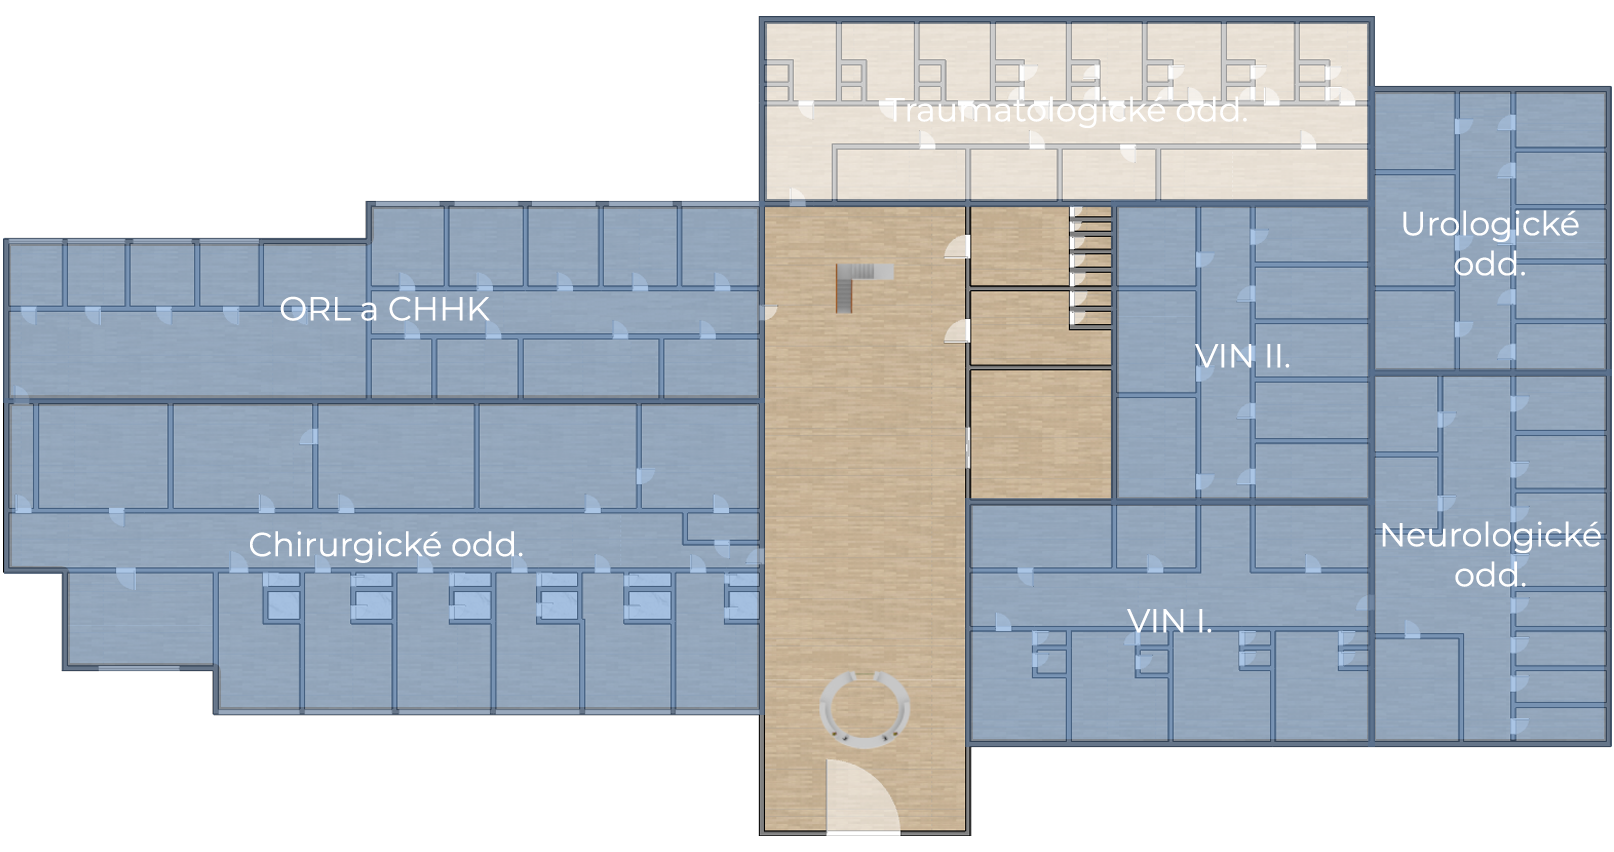 Traumatologické odd.
Urologické
odd.
ORL a CHHK
VIN II.
Chirurgické odd.
Neurologické
odd.
VIN I.